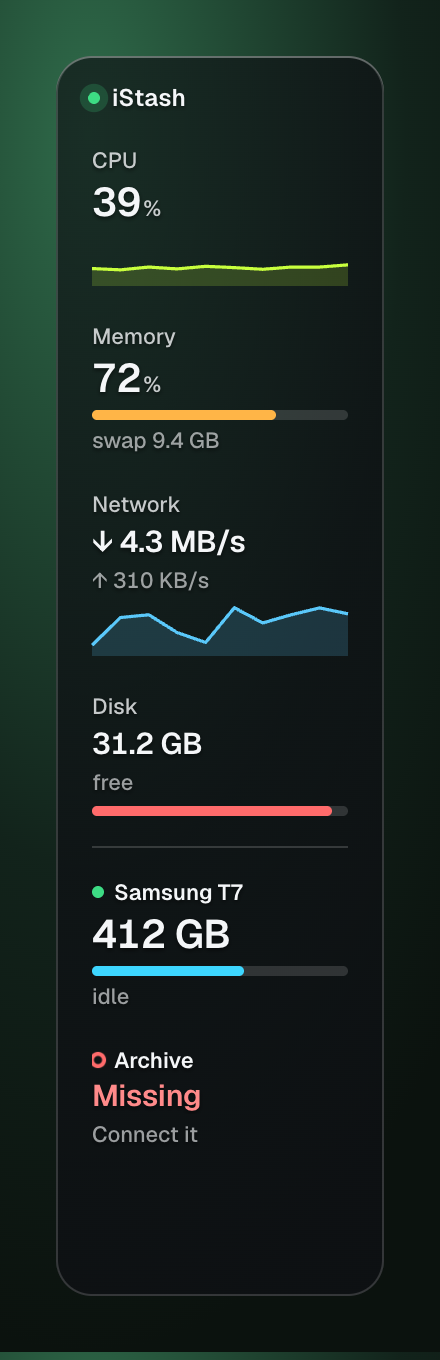 iStash
CPU
39%
Memory
72%
swap 9.4 GB
Network
↓ 4.3 MB/s
↑ 310 KB/s
Disk
31.2 GB
free
Samsung T7
412 GB
idle
Archive
Missing
Connect it